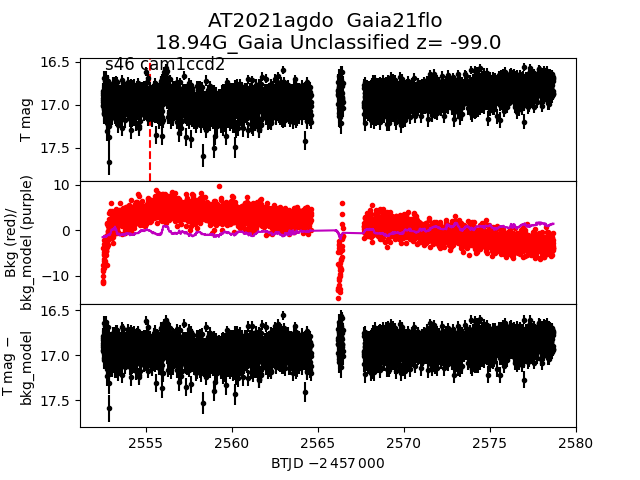 AT2021agdo  Gaia21flo
18.94G_Gaia Unclassified z= -99.0
s46 cam1ccd2
16.5
17.0
17.5
T mag
10
0
−10
Bkg (red)/
bkg_model (purple)
16.5
17.0
17.5
T mag −
bkg_model
2555
2560
2565
2570
2575
2580
BTJD −2 457 000